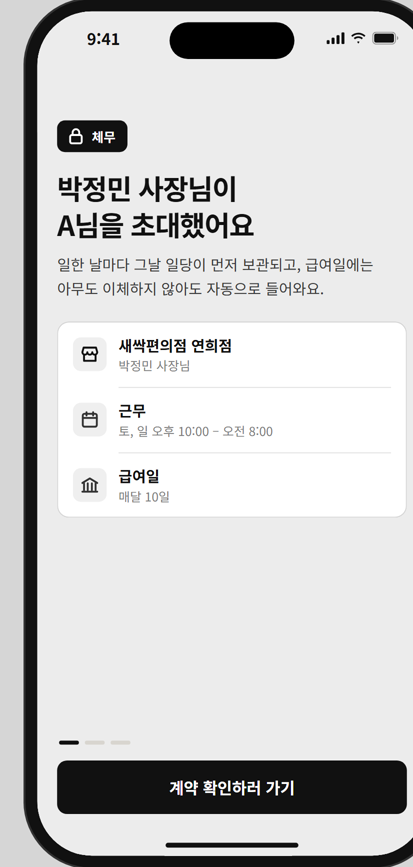 9:41
체무
박정민 사장님이
A님을 초대했어요
일한 날마다 그날 일당이 먼저 보관되고, 급여일에는
아무도 이체하지 않아도 자동으로 들어와요.
새싹편의점 연희점
박정민 사장님
근무
토, 일 오후 10:00 – 오전 8:00
급여일
매달 10일
계약 확인하러 가기